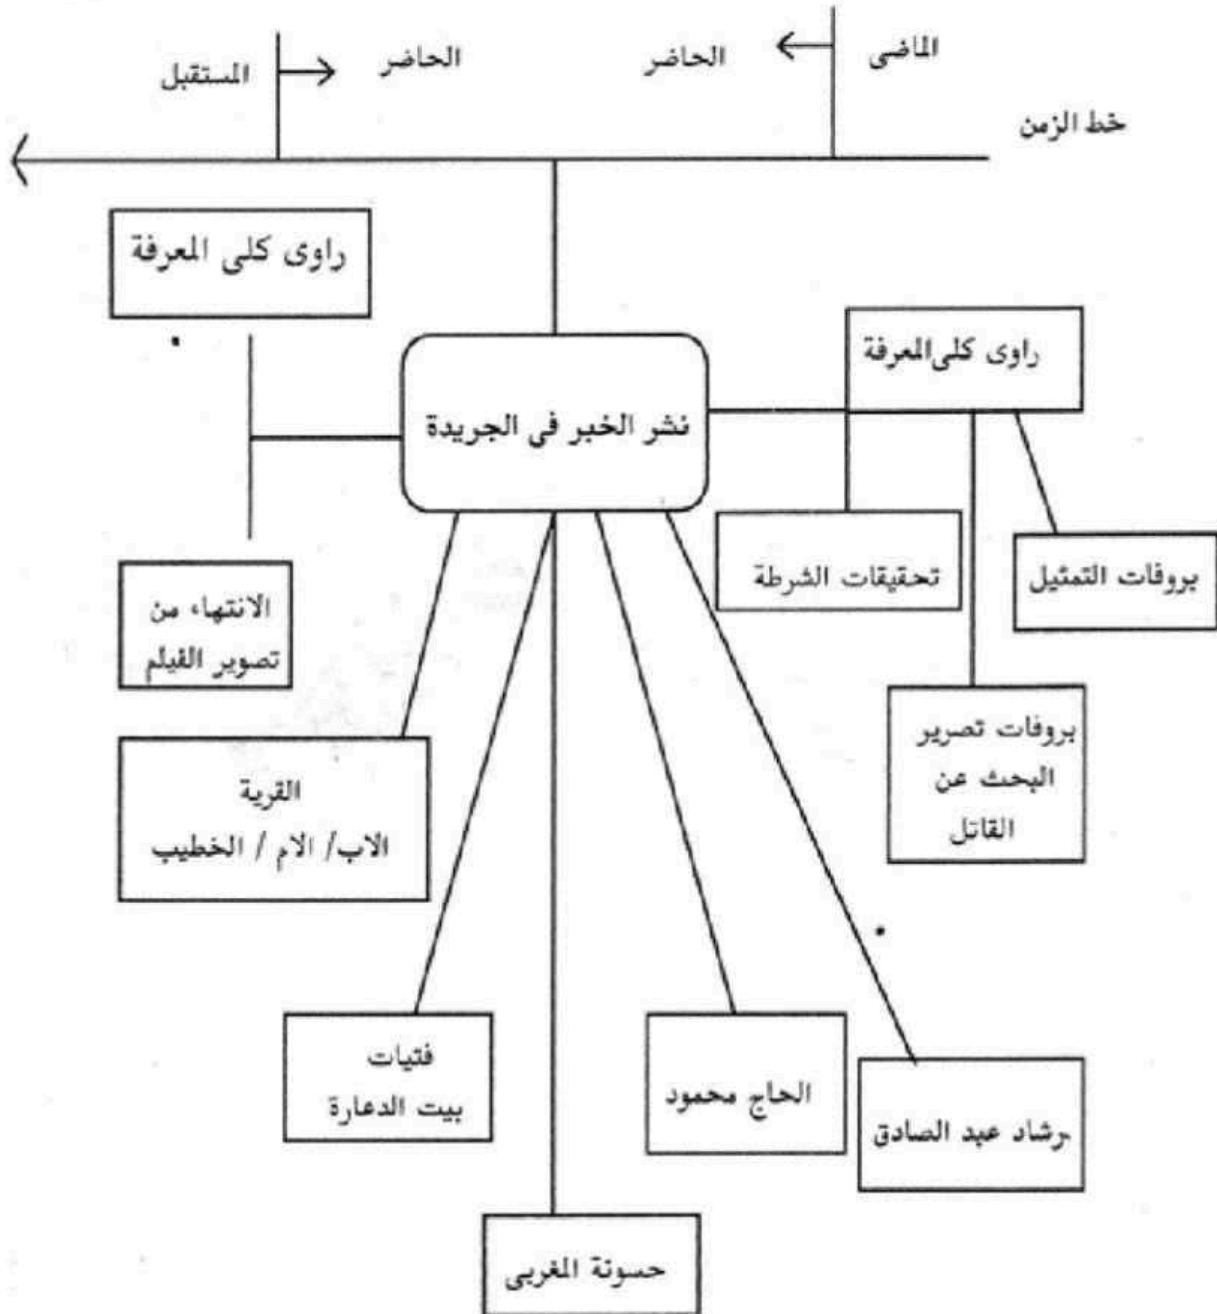 الماضى
الحاضر
الحاضر
المستقبل
خط الزمن
راوى كلى المعرفة
راوى كلى المعرفة
نشر الخبر فى الجريدة
تحقيقات الشرطة
بروفات التمثيل
الانتهاء من
تصوير الفيلم
بروفات تصرير
البحث عن
القاتل
القرية
الاب/ الام / الخطيب
فتيات
بيت الدعارة
الحاج محمود
رشاد عبد الصادق
حسونة المغربى